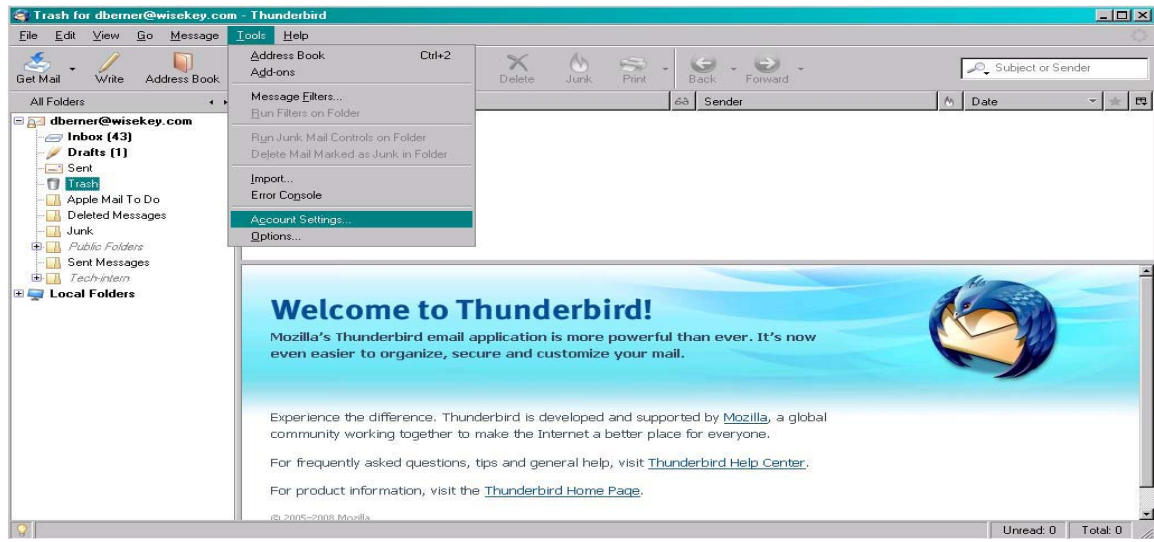 Trash for dberner@wisekey.com - Thunderbird
File Edit View Go Message Tools Help
Get Mail Write Address Book Delete Junk Print Back Forward Subject or Sender
Address Book Ctrl+2
Add-ons
Message Filters...
Run Filters on Folder
Run Junk Mail Controls on Folder
Delete Mail Marked as Junk in Folder
Import...
Error Console
Account Settings...
Options...
All Folders
Sender Date
dberner@wisekey.com
Inbox (43)
Drafts (1)
Sent
Trash
Apple Mail To Do
Deleted Messages
Junk
Public Folders
Sent Messages
Tech-intern
Local Folders
Welcome to Thunderbird!
Mozilla's Thunderbird email application is more powerful than ever. It's now
even easier to organize, secure and customize your mail.
Experience the difference. Thunderbird is developed and supported by Mozilla, a global
community working together to make the Internet a better place for everyone.
For frequently asked questions, tips and general help, visit Thunderbird Help Center.
For product information, visit the Thunderbird Home Page.
© 2005-2008 Mozilla
Unread: 0 Total: 0